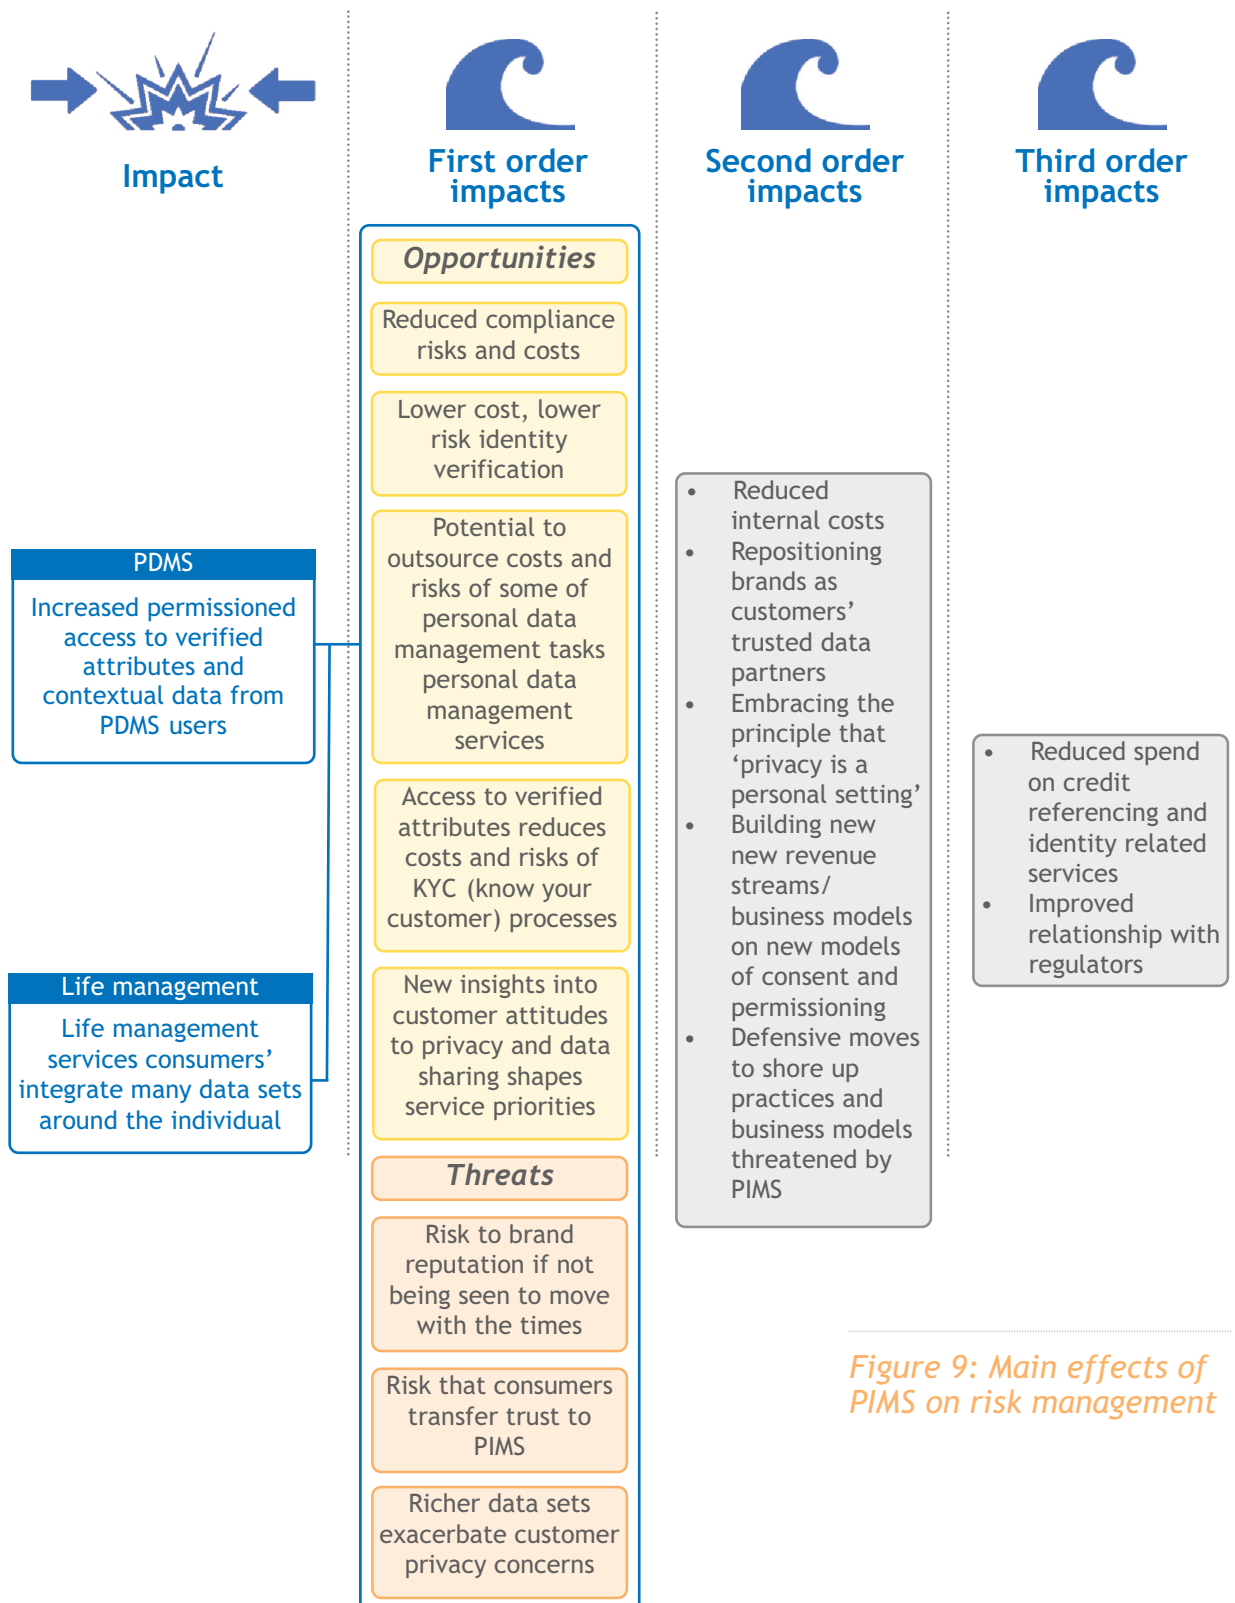 Impact
First order
impacts
Second order
impacts
Third order
impacts
PDMS
Increased permissioned
access to verified
attributes and
contextual data from
PDMS users
Life management
Life management
services consumers’
integrate many data sets
around the individual
Opportunities
Reduced compliance
risks and costs
Lower cost, lower
risk identity
verification
Potential to
outsource costs and
risks of some of
personal data
management tasks
personal data
management
services
Access to verified
attributes reduces
costs and risks of
KYC (know your
customer) processes
New insights into
customer attitudes
to privacy and data
sharing shapes
service priorities
Threats
Risk to brand
reputation if not
being seen to move
with the times
Risk that consumers
transfer trust to
PIMS
Richer data sets
exacerbate customer
privacy concerns
• Reduced
internal costs
• Repositioning
brands as
customers’
trusted data
partners
• Embracing the
principle that
‘privacy is a
personal setting’
• Building new
new revenue
streams/
business models
on new models
of consent and
permissioning
• Defensive moves
to shore up
practices and
business models
threatened by
PIMS
• Reduced spend
on credit
referencing and
identity related
services
• Improved
relationship with
regulators
Figure 9: Main effects of
PIMS on risk management